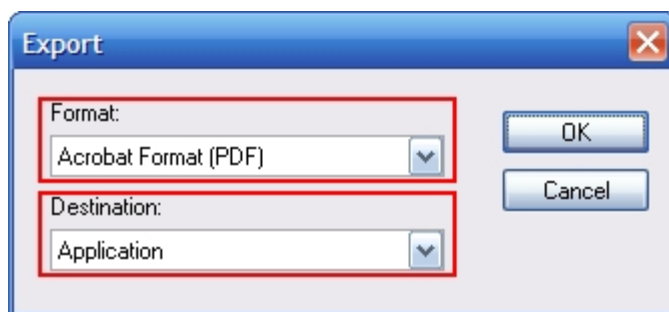 Export
Format:
Acrobat Format (PDF)
OK
Cancel
Destination:
Application